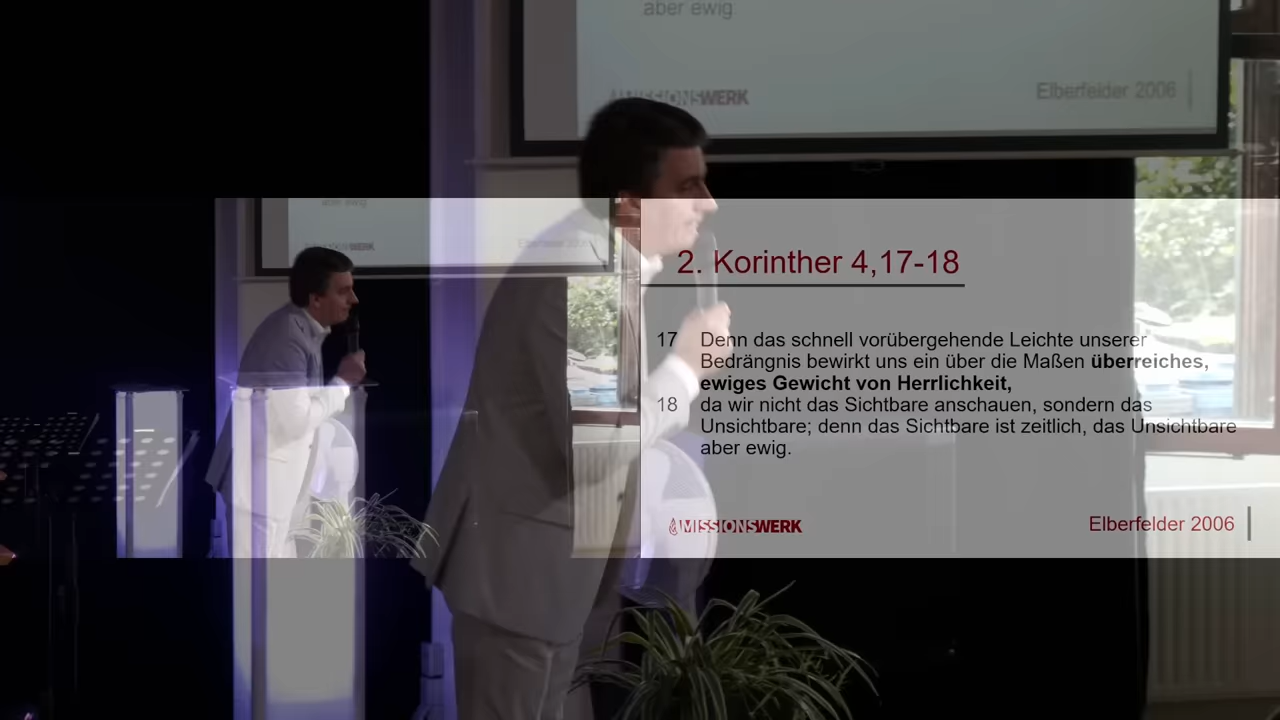 aber ewig
MISSIONSWERK
Elberfelder 2006
aber ewig
2. Korinther 4,17-18
17 Denn das schnell vorübergehende Leichte unserer
Bedrängnis bewirkt uns ein über die Maßen überreiches,
ewiges Gewicht von Herrlichkeit,
18 da wir nicht das Sichtbare anschauen, sondern das
Unsichtbare; denn das Sichtbare ist zeitlich, das Unsichtbare
aber ewig.
MISSIONSWERK
Elberfelder 2006